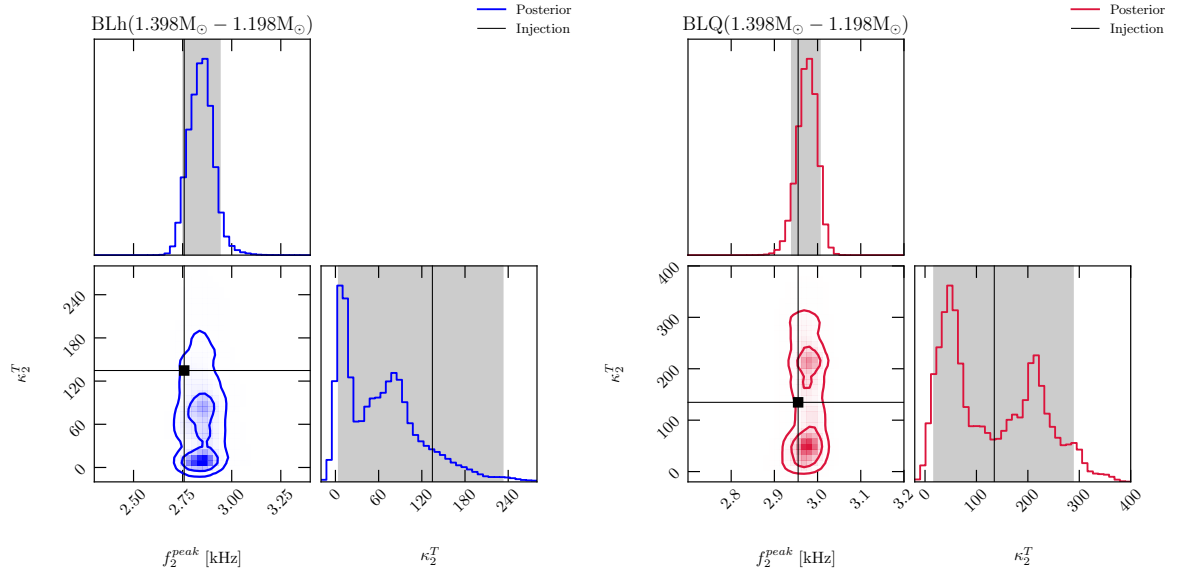 BLh(1.398M⊙ − 1.198M⊙)
Posterior
Injection
240
180
120
60
0
κ₂ᵀ
2.50
2.75
3.00
3.25
f₂ᵖᵉᵃᵏ [kHz]
0
60
120
180
240
κ₂ᵀ
BLQ(1.398M⊙ − 1.198M⊙)
Posterior
Injection
400
300
200
100
0
κ₂ᵀ
2.8
2.9
3.0
3.1
3.2
f₂ᵖᵉᵃᵏ [kHz]
0
100
200
300
400
κ₂ᵀ